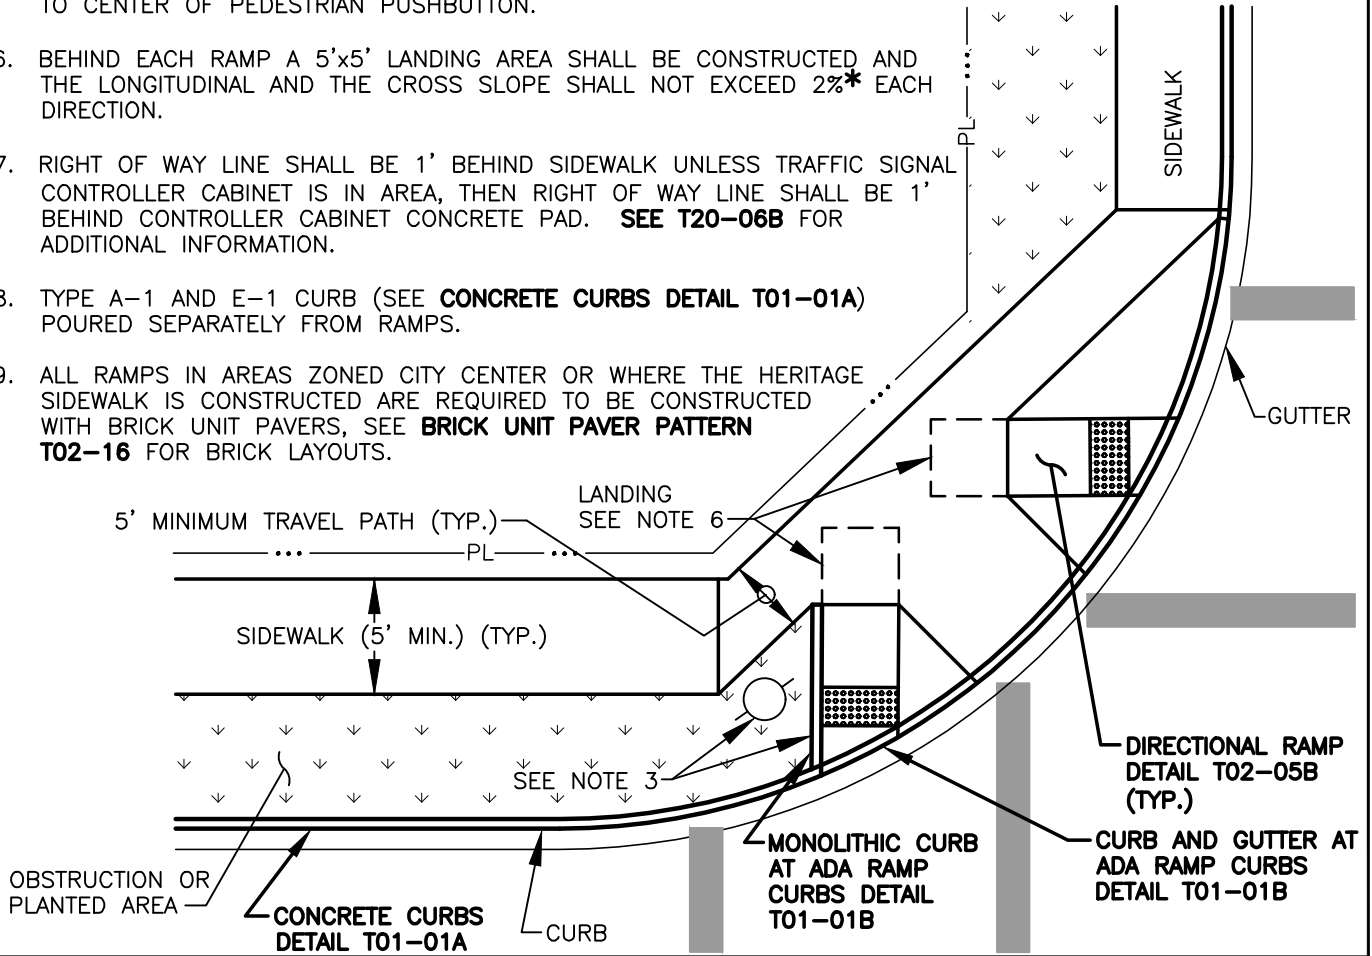 TO CENTER OF PEDESTRIAN PUSHBUTTON.
6. BEHIND EACH RAMP A 5'x5' LANDING AREA SHALL BE CONSTRUCTED AND
THE LONGITUDINAL AND THE CROSS SLOPE SHALL NOT EXCEED 2%* EACH
DIRECTION.
7. RIGHT OF WAY LINE SHALL BE 1' BEHIND SIDEWALK UNLESS TRAFFIC SIGNAL
CONTROLLER CABINET IS IN AREA, THEN RIGHT OF WAY LINE SHALL BE 1'
BEHIND CONTROLLER CABINET CONCRETE PAD. SEE T20-06B FOR
ADDITIONAL INFORMATION.
8. TYPE A-1 AND E-1 CURB (SEE CONCRETE CURBS DETAIL T01-01A)
POURED SEPARATELY FROM RAMPS.
9. ALL RAMPS IN AREAS ZONED CITY CENTER OR WHERE THE HERITAGE
SIDEWALK IS CONSTRUCTED ARE REQUIRED TO BE CONSTRUCTED
WITH BRICK UNIT PAVERS, SEE BRICK UNIT PAVER PATTERN
T02-16 FOR BRICK LAYOUTS.
PL
SIDEWALK
GUTTER
LANDING
SEE NOTE 6
5' MINIMUM TRAVEL PATH (TYP.)
PL
SIDEWALK (5' MIN.) (TYP.)
SEE NOTE 3
DIRECTIONAL RAMP
DETAIL T02-05B
(TYP.)
CURB AND GUTTER AT
ADA RAMP CURBS
DETAIL T01-01B
MONOLITHIC CURB
AT ADA RAMP
CURBS DETAIL
T01-01B
OBSTRUCTION OR
PLANTED AREA
CONCRETE CURBS
DETAIL T01-01A
CURB